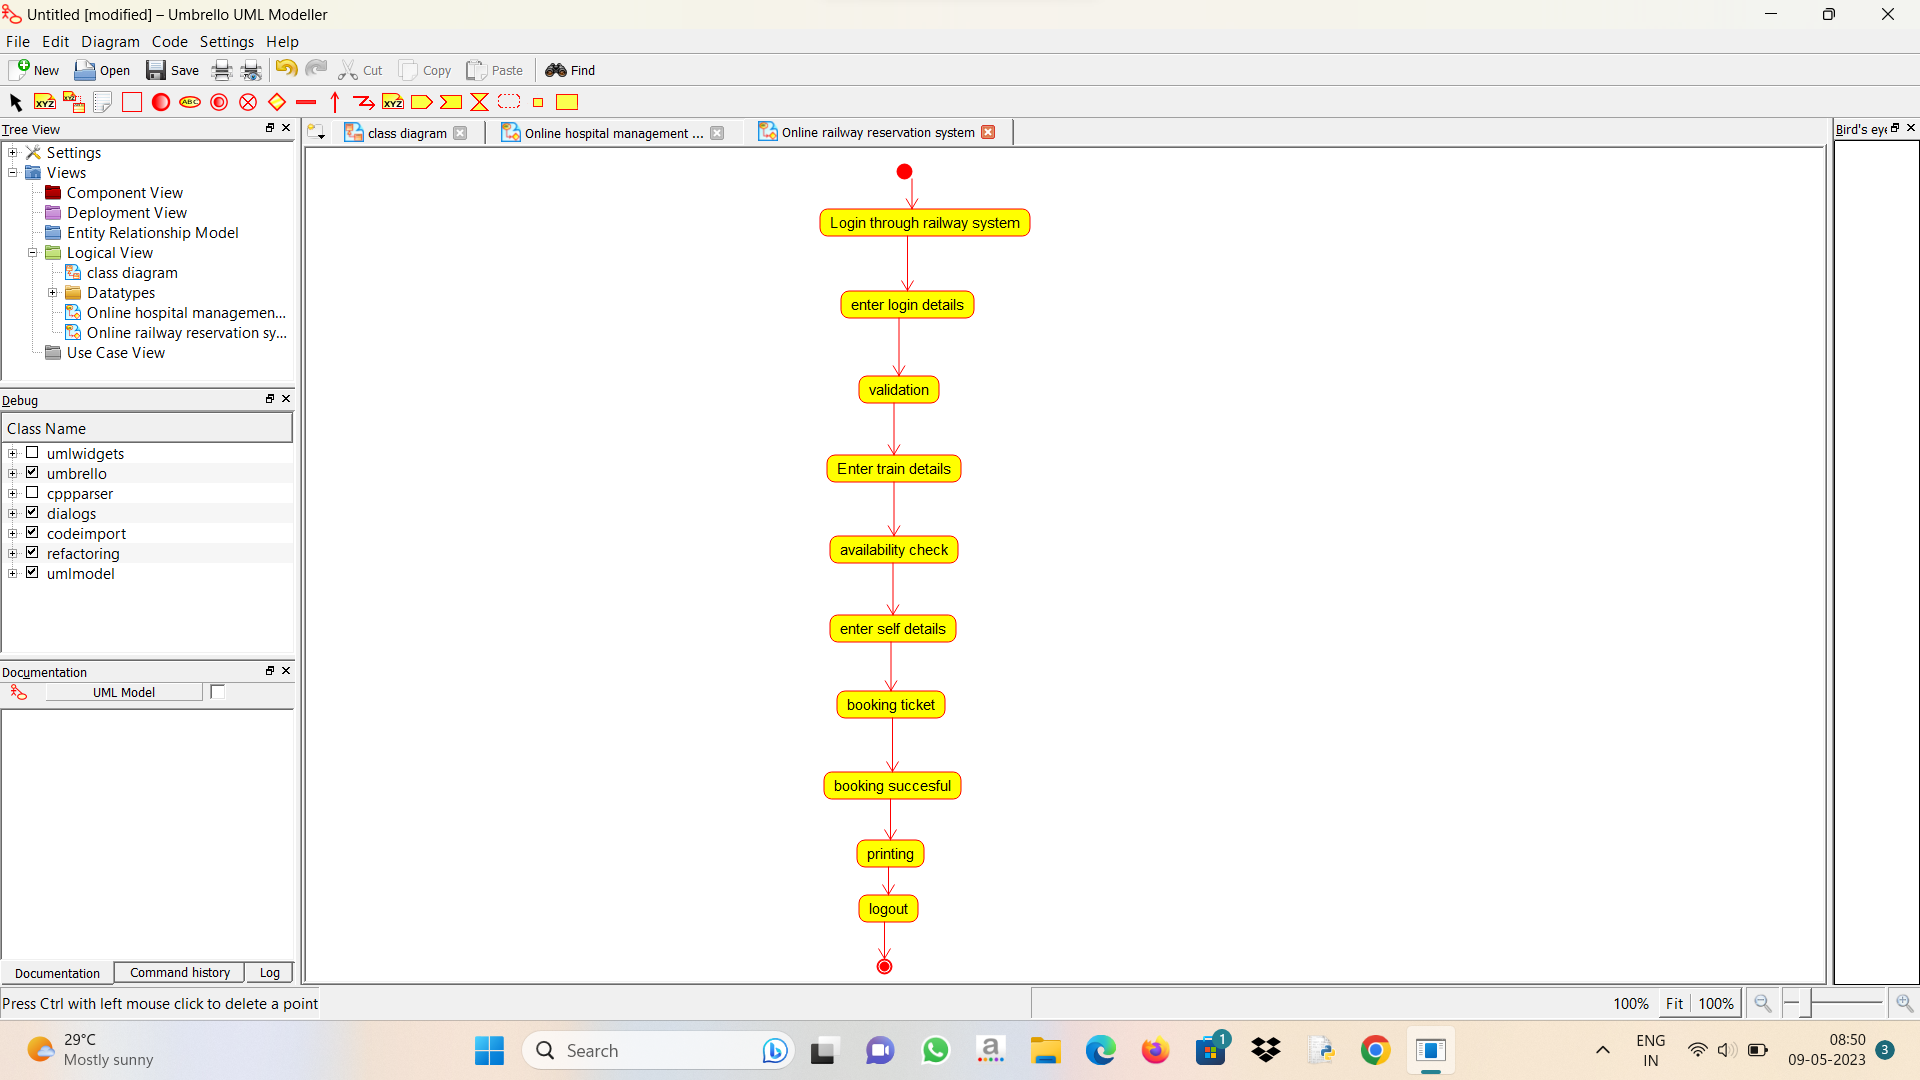 Untitled [modified] – Umbrello UML Modeller
File Edit Diagram Code Settings Help
New Open Save Cut Copy Paste Find
XYZ XYZ ABC XYZ
Tree View
Settings
Views
Component View
Deployment View
Entity Relationship Model
Logical View
class diagram
Datatypes
Online hospital managemen...
Online railway reservation sy...
Use Case View
Debug
Class Name
umlwidgets
umbrello
cppparser
dialogs
codeimport
refactoring
umlmodel
Documentation
UML Model
Documentation Command history Log
Press Ctrl with left mouse click to delete a point
class diagram Online hospital management ... Online railway reservation system
Login through railway system
enter login details
validation
Enter train details
availability check
enter self details
booking ticket
booking succesful
printing
logout
Bird's eye
100% Fit 100%
29°C
Mostly sunny
Search
1
ENG
IN
08:50
09-05-2023
3